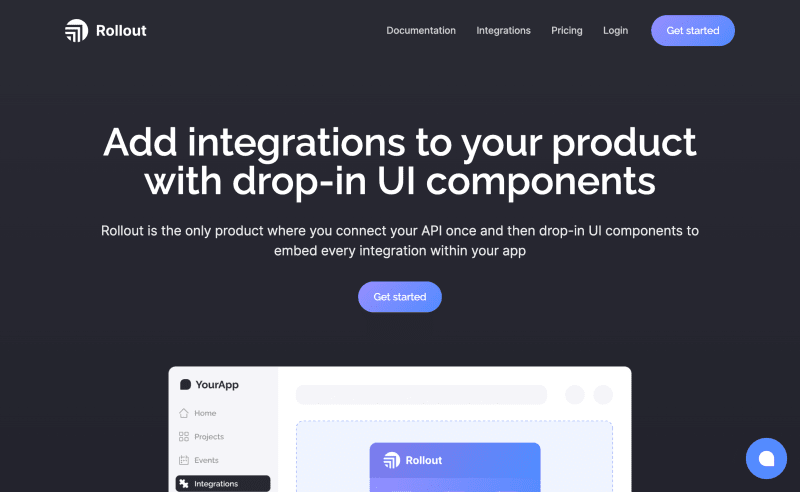 Rollout
Documentation
Integrations
Pricing
Login
Get started
Add integrations to your product
with drop-in UI components
Rollout is the only product where you connect your API once and then drop-in UI components to
embed every integration within your app
Get started
YourApp
Home
Projects
Events
Integrations
Rollout